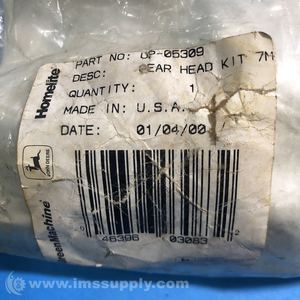 PART NO: UP-05309
DESC: GEAR HEAD KIT 7M
QUANTITY: 1
MADE IN: U.S.A.
DATE: 01/04/00
Homelite
JOHN DEERE
GreenMachine
0 46396 03083 2
© www.imssupply.com